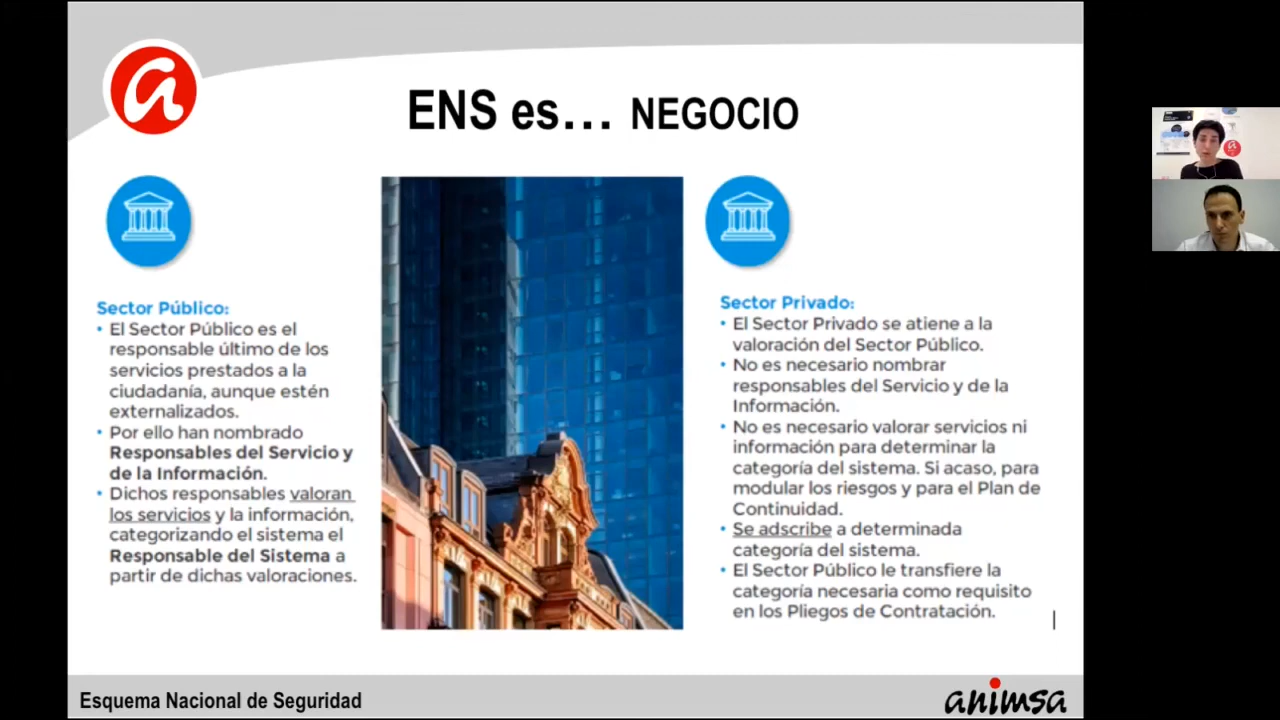 ENS es... NEGOCIO
Sector Público:
• El Sector Público es el
responsable último de los
servicios prestados a la
ciudadanía, aunque estén
externalizados.
• Por ello han nombrado
Responsables del Servicio y
de la Información.
• Dichos responsables valoran
los servicios y la información,
categorizando el sistema el
Responsable del Sistema a
partir de dichas valoraciones.
Sector Privado:
• El Sector Privado se atiene a la
valoración del Sector Público.
• No es necesario nombrar
responsables del Servicio y de la
Información.
• No es necesario valorar servicios ni
información para determinar la
categoría del sistema. Si acaso, para
modular los riesgos y para el Plan de
Continuidad.
• Se adscribe a determinada
categoría del sistema.
• El Sector Público le transfiere la
categoría necesaria como requisito
en los Pliegos de Contratación.
Esquema Nacional de Seguridad
animsa